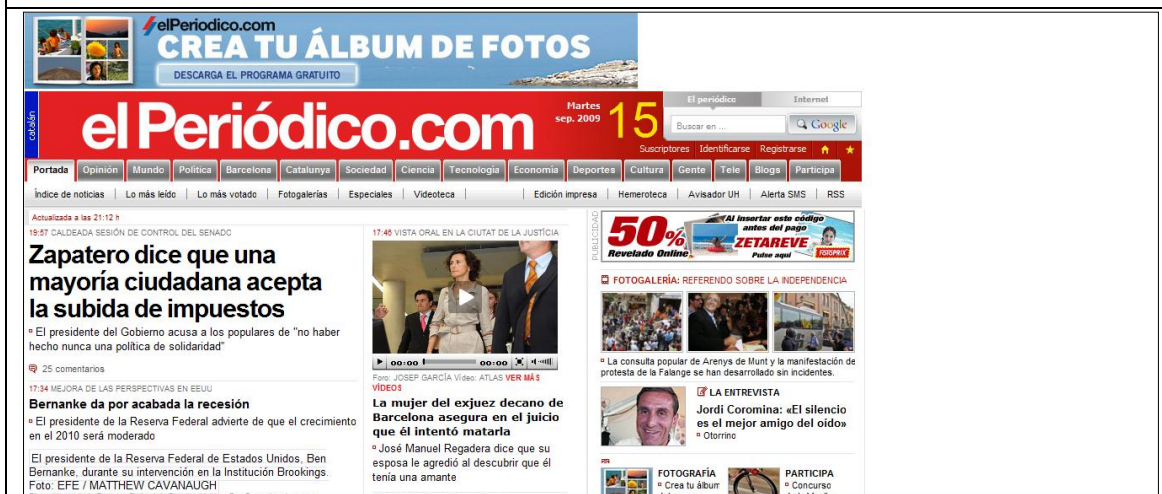 elPeriodico.com
CREA TU ÁLBUM DE FOTOS
DESCARGA EL PROGRAMA GRATUITO
catalán
elPeriódico.com
Martes
sep. 2009
15
El periódico Internet
Buscar en ... Google
Suscriptores Identificarse Registrarse
Portada Opinión Mundo Política Barcelona Catalunya Sociedad Ciencia Tecnología Economía Deportes Cultura Gente Tele Blogs Participa
Índice de noticias | Lo más leído | Lo más votado | Fotogalerías | Especiales | Videoteca | Edición impresa | Hemeroteca | Avisador UH | Alerta SMS | RSS
Actualizada a las 21:12 h
19:57 CALDEADA SESIÓN DE CONTROL DEL SENADO
Zapatero dice que una
mayoría ciudadana acepta
la subida de impuestos
El presidente del Gobierno acusa a los populares de "no haber
hecho nunca una política de solidaridad"
25 comentarios
17:34 MEJORA DE LAS PERSPECTIVAS EN EEUU
Bernanke da por acabada la recesión
El presidente de la Reserva Federal advierte de que el crecimiento
en el 2010 será moderado
El presidente de la Reserva Federal de Estados Unidos, Ben
Bernanke, durante su intervención en la Institución Brookings.
Foto: EFE / MATTHEW CAVANAUGH
17:46 VISTA ORAL EN LA CIUTAT DE LA JUSTÍCIA
00:00 00:00
Foto: JOSEP GARCÍA Vídeo: ATLAS VER MÁS
VÍDEOS
La mujer del exjuez decano de
Barcelona asegura en el juicio
que él intentó matarla
José Manuel Regadera dice que su
esposa le agredió al descubrir que él
tenía una amante
PUBLICIDAD
50%
Revelado Online
Al insertar este código
antes del pago
ZETAREVE
Pulse aquí
FOTOPRIX
FOTOGALERÍA: REFERENDO SOBRE LA INDEPENDENCIA
La consulta popular de Arenys de Munt y la manifestación de
protesta de la Falange se han desarrollado sin incidentes.
LA ENTREVISTA
Jordi Coromina: «El silencio
es el mejor amigo del oído»
Otorrino
FOTOGRAFÍA
Crea tu álbum
PARTICIPA
Concurso